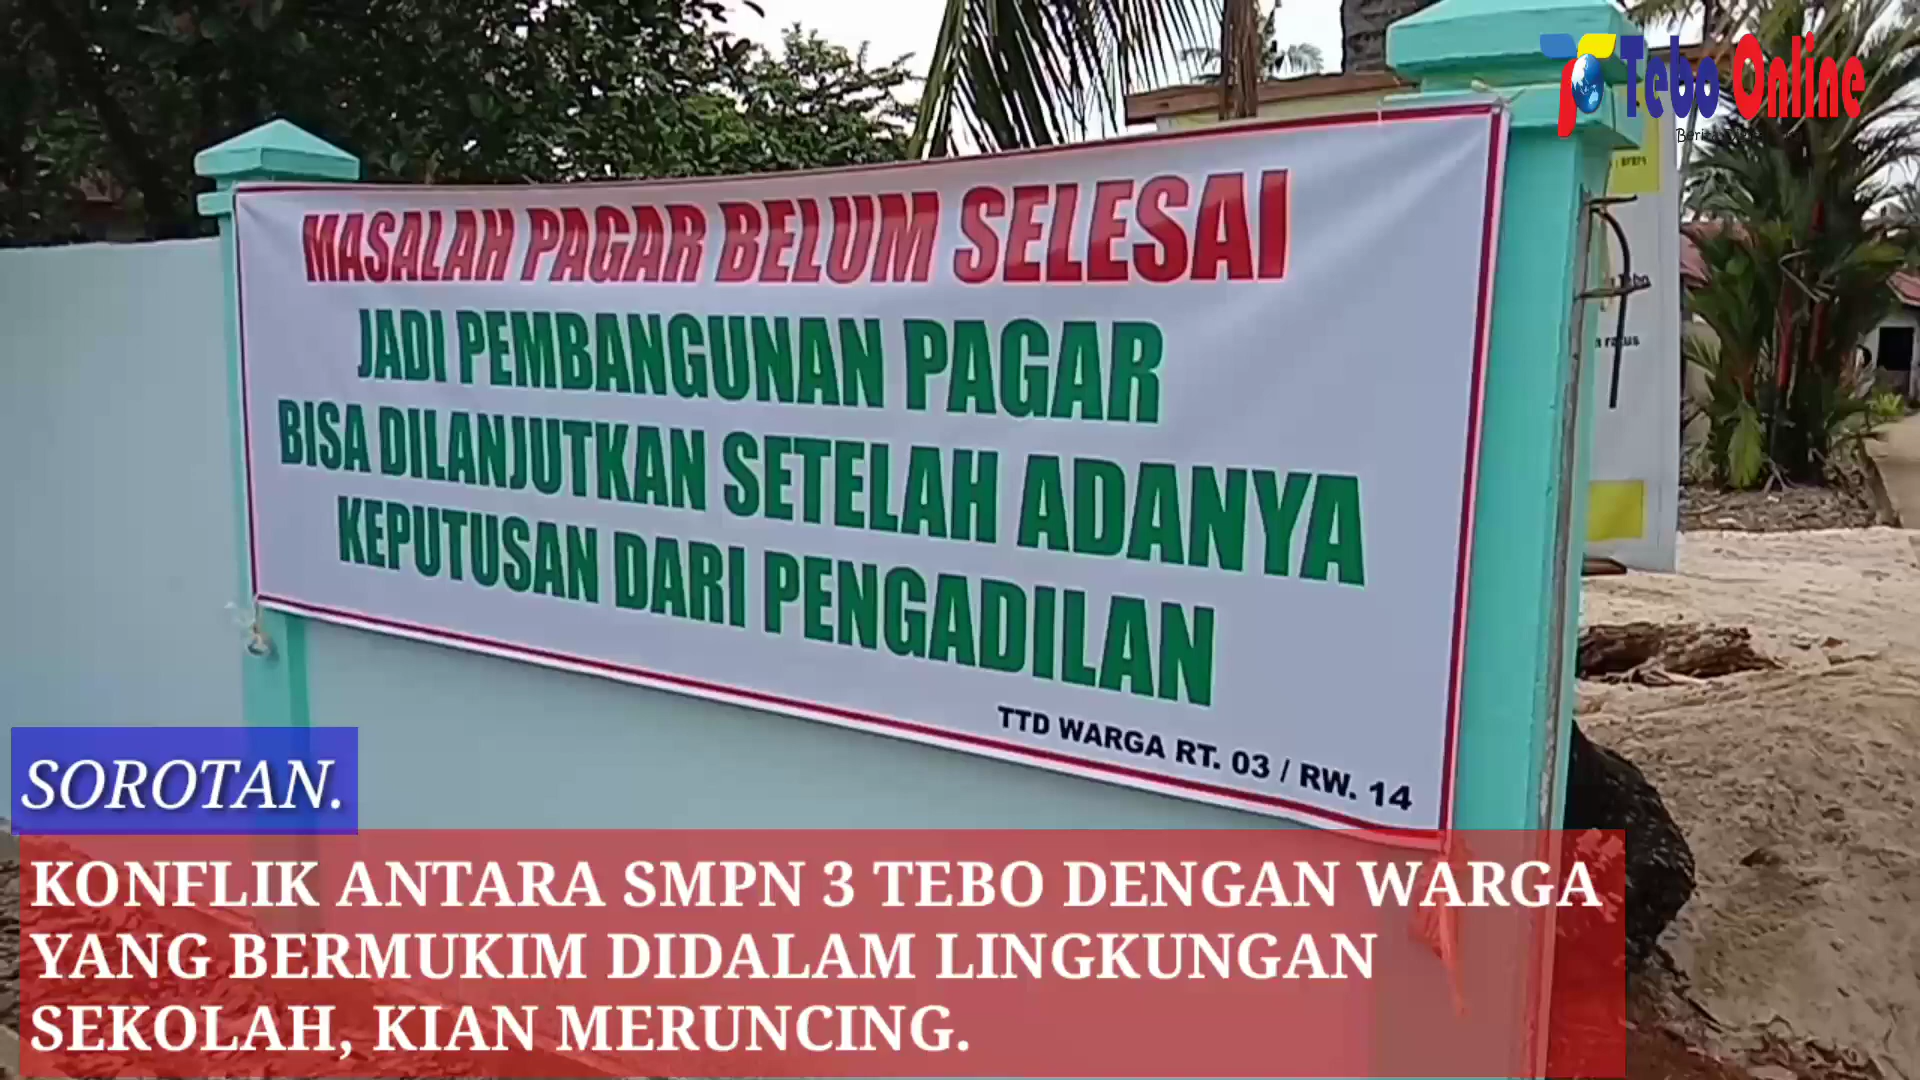 Tebo Online
MASALAH PAGAR BELUM SELESAI
JADI PEMBANGUNAN PAGAR
BISA DILANJUTKAN SETELAH ADANYA
KEPUTUSAN DARI PENGADILAN
TTD WARGA RT. 03 / RW. 14
SOROTAN.
KONFLIK ANTARA SMPN 3 TEBO DENGAN WARGA
YANG BERMUKIM DIDALAM LINGKUNGAN
SEKOLAH, KIAN MERUNCING.